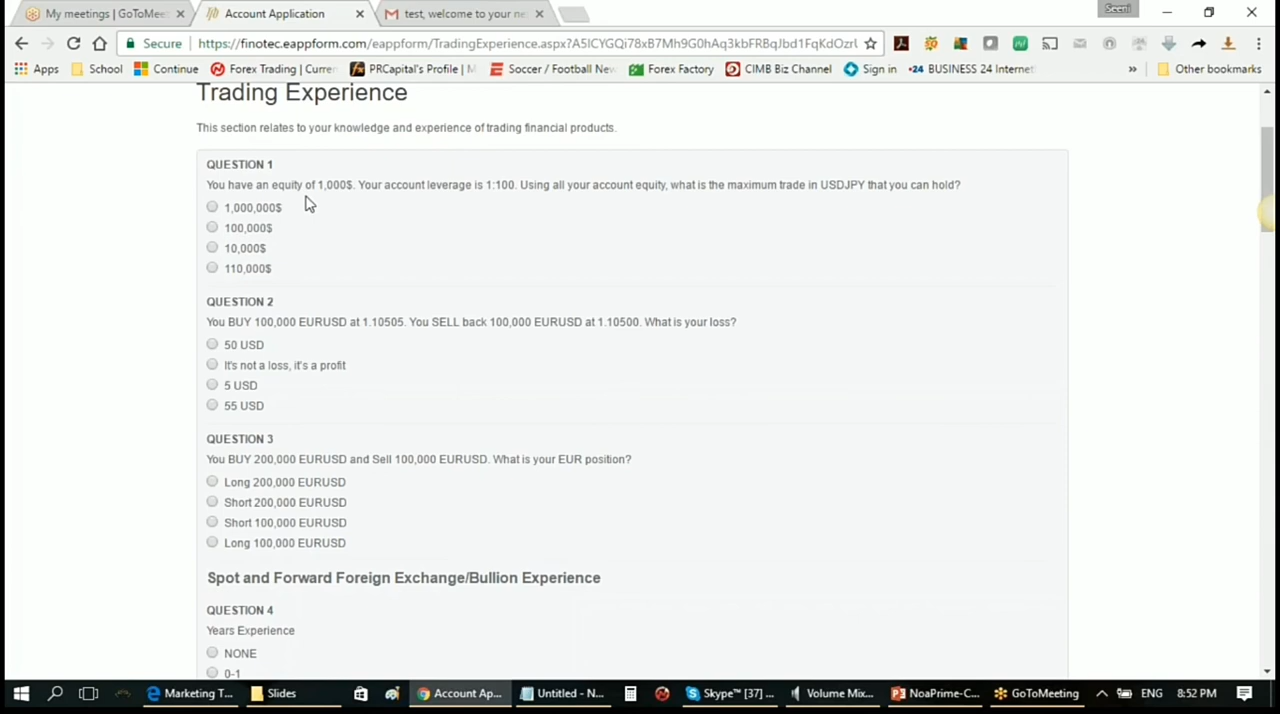 My meetings | GoToMee
Account Application
test, welcome to your ne
Seeni
Secure
https://finotec.eappform.com/eappform/TradingExperience.aspx?A5lCYGQi78xB7Mh9G0hAq3kbFRBqJbd1FqKdOzrU
Apps
School
Continue
Forex Trading | Curren
PRCapital's Profile | M
Soccer / Football New
Forex Factory
CIMB Biz Channel
Sign in
BUSINESS 24 Internet
»
Other bookmarks
Trading Experience
This section relates to your knowledge and experience of trading financial products.
QUESTION 1
You have an equity of 1,000$. Your account leverage is 1:100. Using all your account equity, what is the maximum trade in USDJPY that you can hold?
1,000,000$
100,000$
10,000$
110,000$
QUESTION 2
You BUY 100,000 EURUSD at 1.10505. You SELL back 100,000 EURUSD at 1.10500. What is your loss?
50 USD
It's not a loss, it's a profit
5 USD
55 USD
QUESTION 3
You BUY 200,000 EURUSD and Sell 100,000 EURUSD. What is your EUR position?
Long 200,000 EURUSD
Short 200,000 EURUSD
Short 100,000 EURUSD
Long 100,000 EURUSD
Spot and Forward Foreign Exchange/Bullion Experience
QUESTION 4
Years Experience
NONE
0-1
Marketing T...
Slides
Account Ap...
Untitled - N...
Skype™ [37] ...
Volume Mix...
NoaPrime-C...
GoToMeeting
ENG
8:52 PM